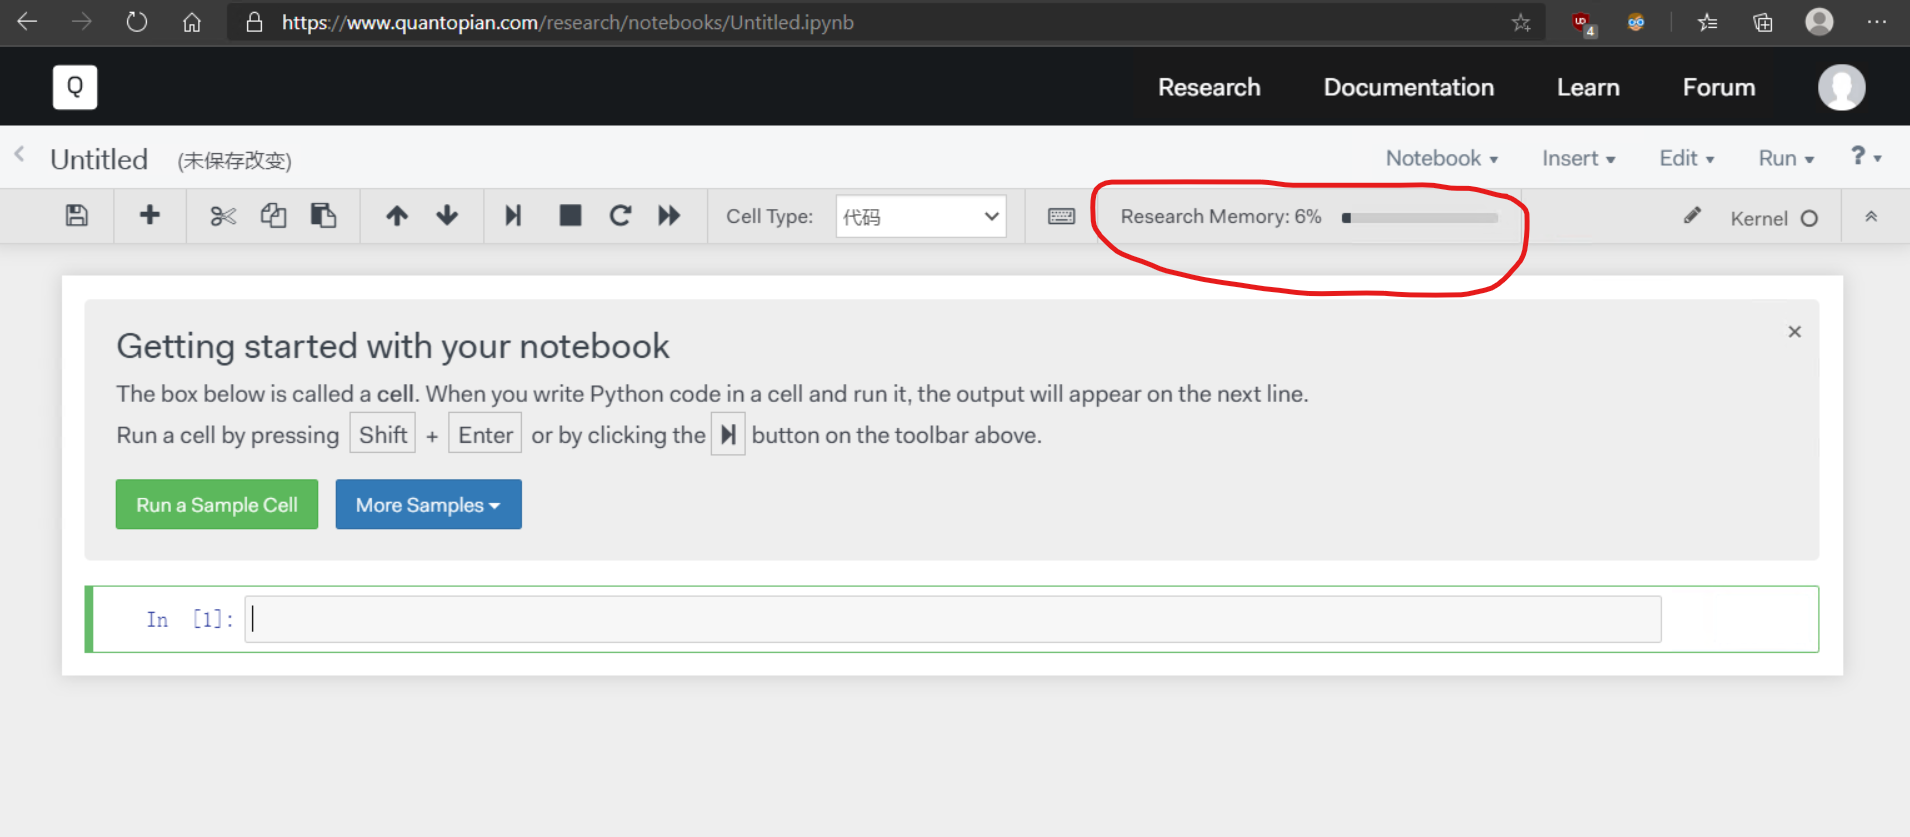 https://www.quantopian.com/research/notebooks/Untitled.ipynb
UD
4
Q
Research Documentation Learn Forum
Untitled (未保存改变)
Notebook Insert Edit Run ?
Cell Type: 代码 Research Memory: 6% Kernel
Getting started with your notebook
×
The box below is called a cell. When you write Python code in a cell and run it, the output will appear on the next line.
Run a cell by pressing Shift + Enter or by clicking the button on the toolbar above.
Run a Sample Cell More Samples
In [1]: